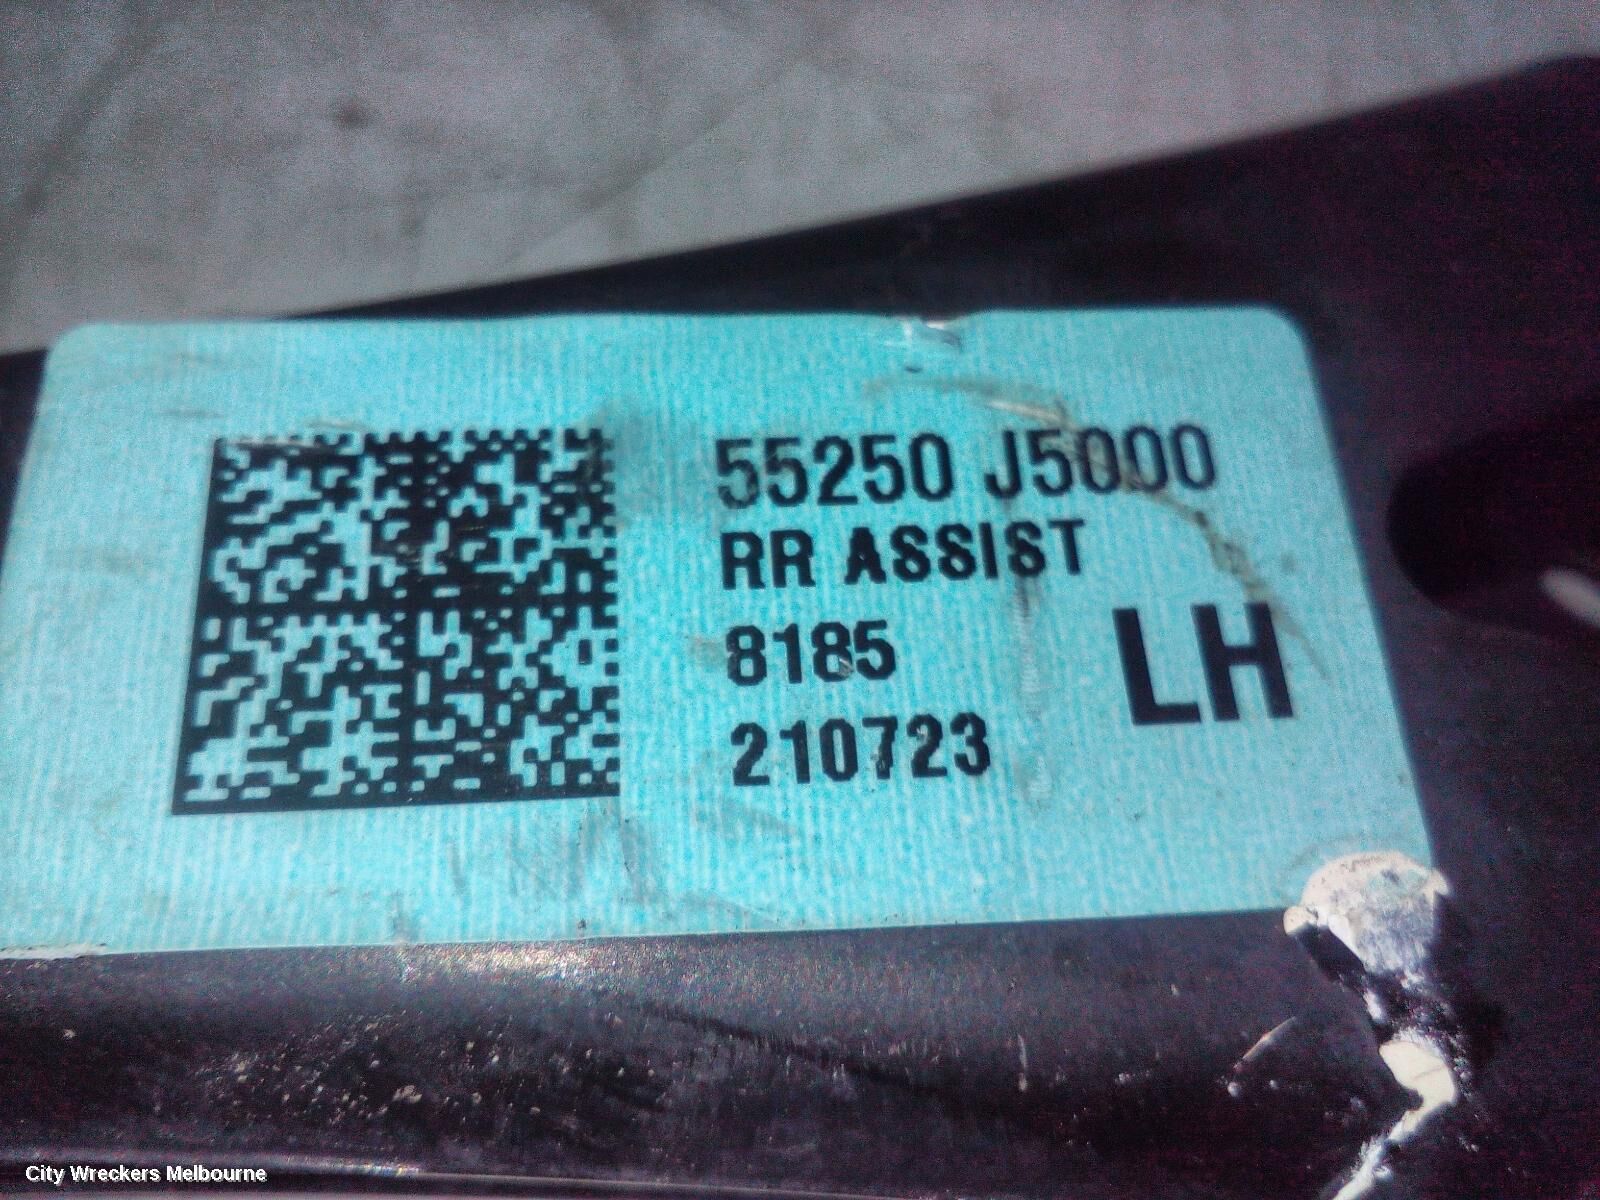 55250 J5000
RR ASSIST
8185
LH
210723
City Wreckers Melbourne